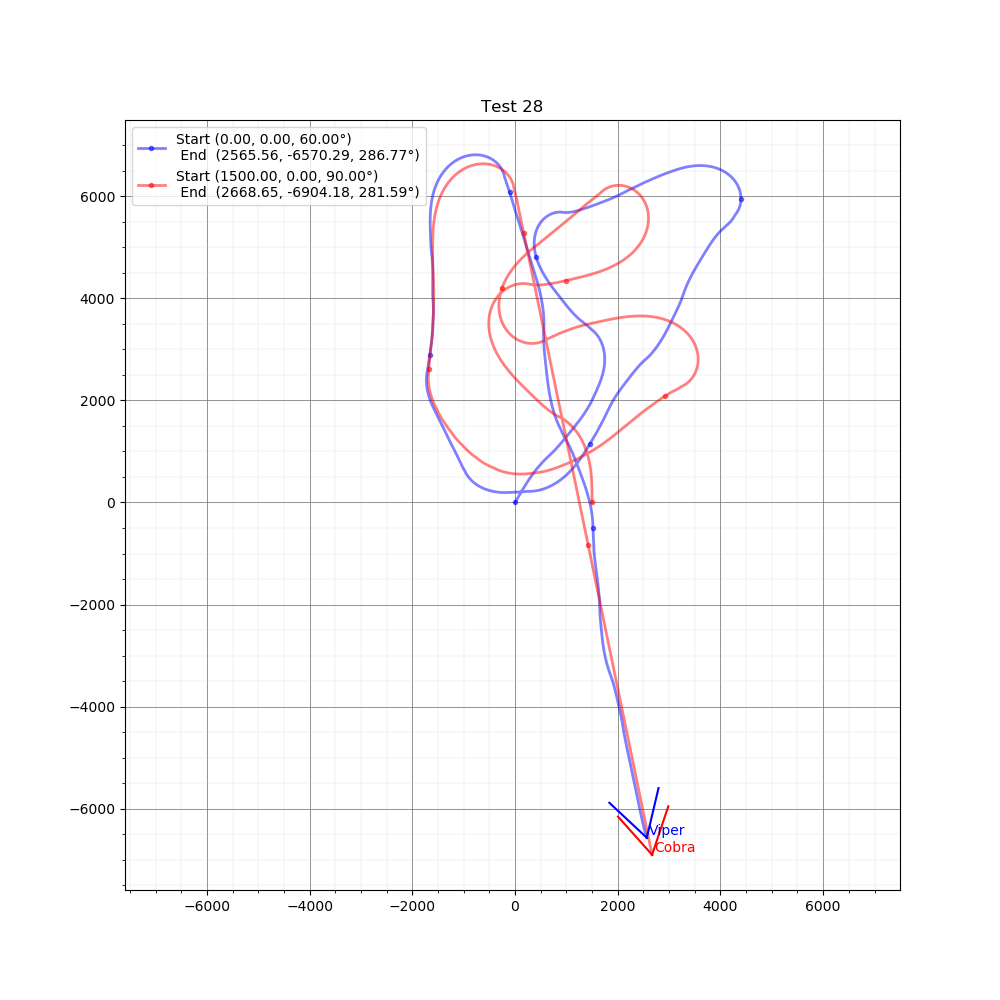 Test 28
Start (0.00, 0.00, 60.00°)
End  (2565.56, -6570.29, 286.77°)
Start (1500.00, 0.00, 90.00°)
End  (2668.65, -6904.18, 281.59°)
6000
4000
2000
0
−2000
−4000
−6000
Viper
Cobra
−6000 −4000 −2000 0 2000 4000 6000